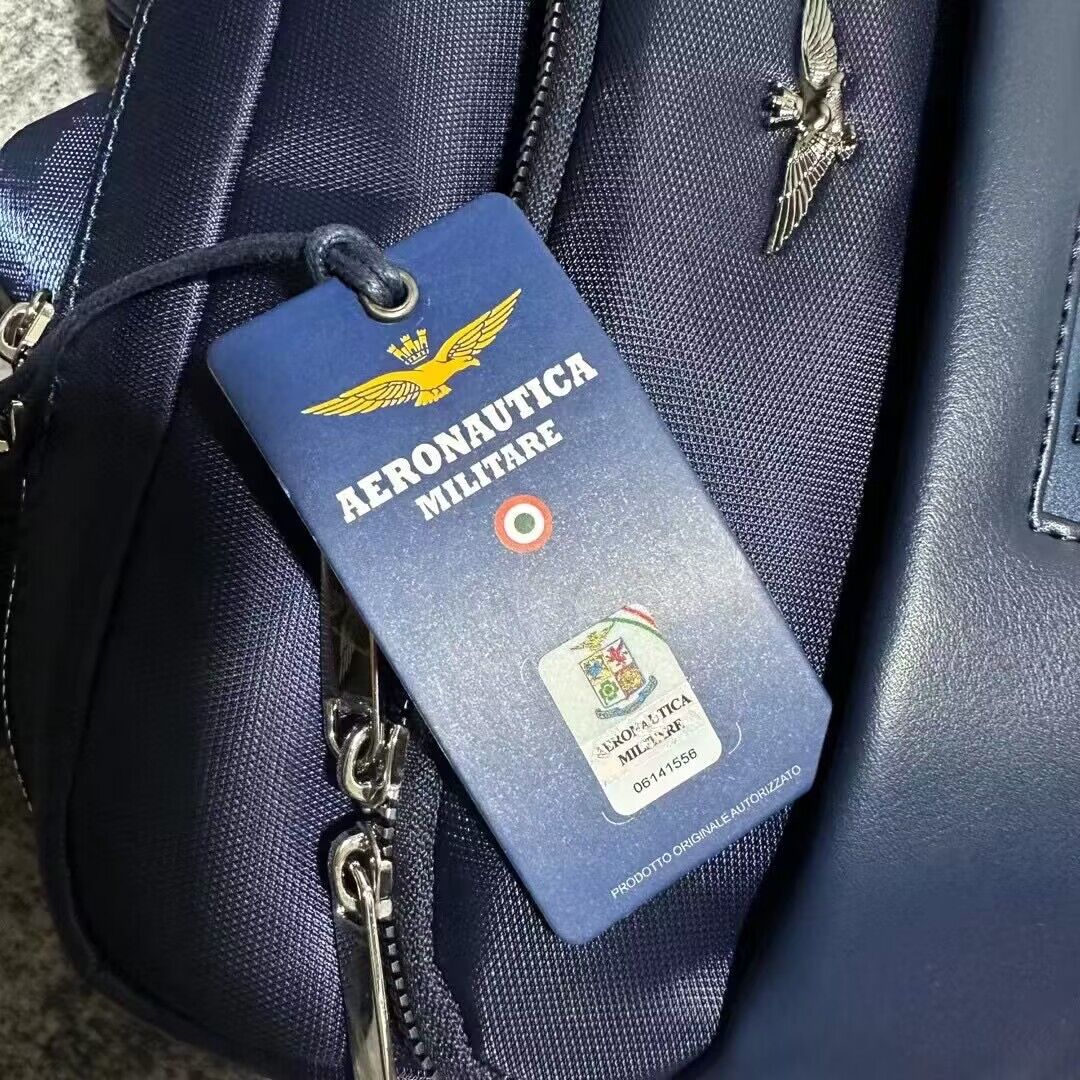 AERONAUTICA
MILITARE
AERONAUTICA
MILITARE
06141556
PRODOTTO ORIGINALE AUTORIZZATO